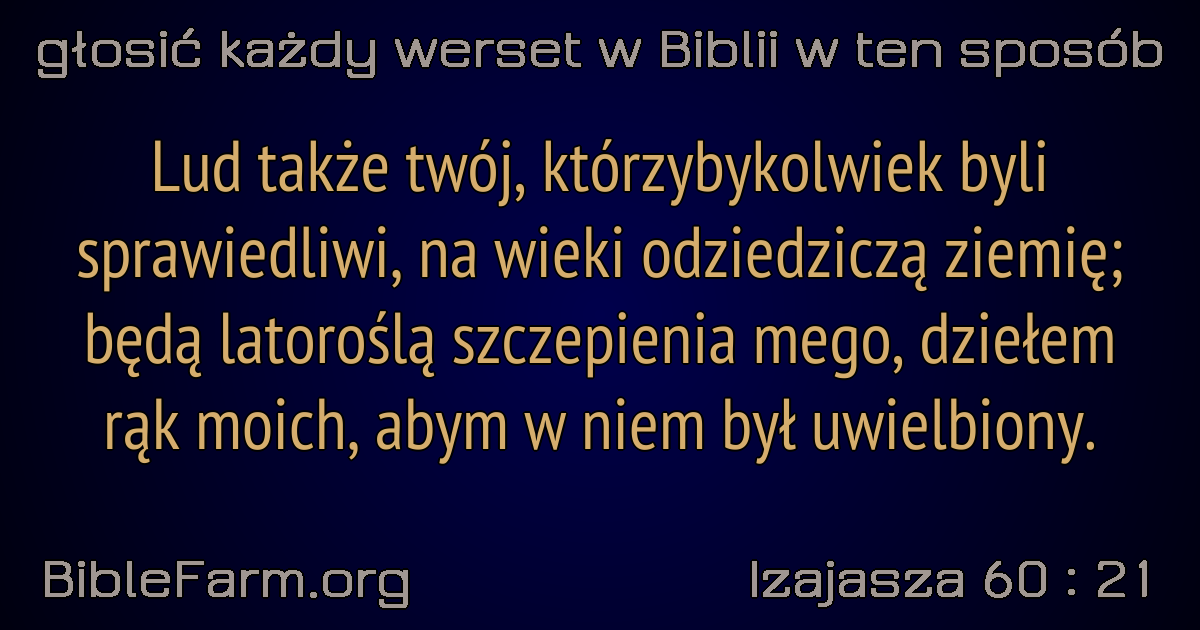 głosić każdy werset w Biblii w ten sposób
Lud także twój, którzybykolwiek byli
sprawiedliwi, na wieki odziedziczą ziemię;
będą latoroślą szczepienia mego, dziełem
rąk moich, abym w niem był uwielbiony.
BibleFarm.org
Izajasza 60 : 21